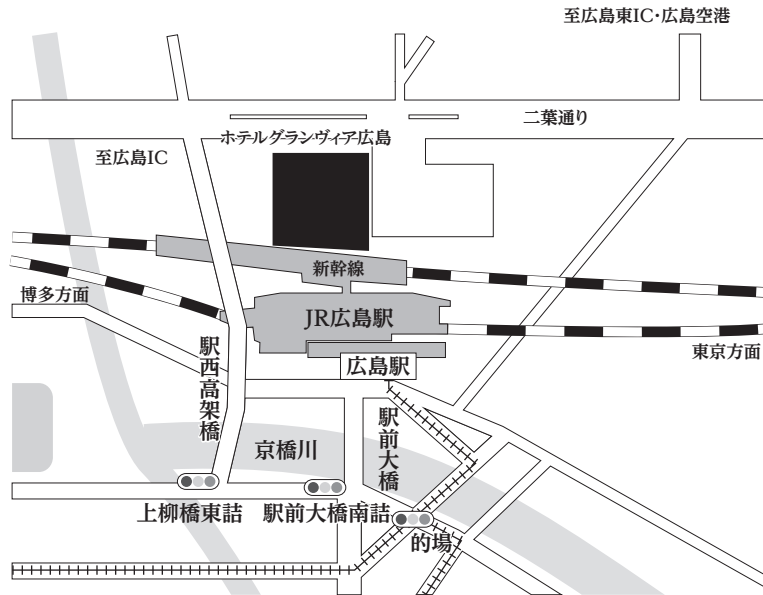 至広島東IC・広島空港
二葉通り
ホテルグランヴィア広島
至広島IC
新幹線
博多方面
JR広島駅
東京方面
広島駅
駅西高架橋
駅前大橋
京橋川
上柳橋東詰
駅前大橋南詰
的場